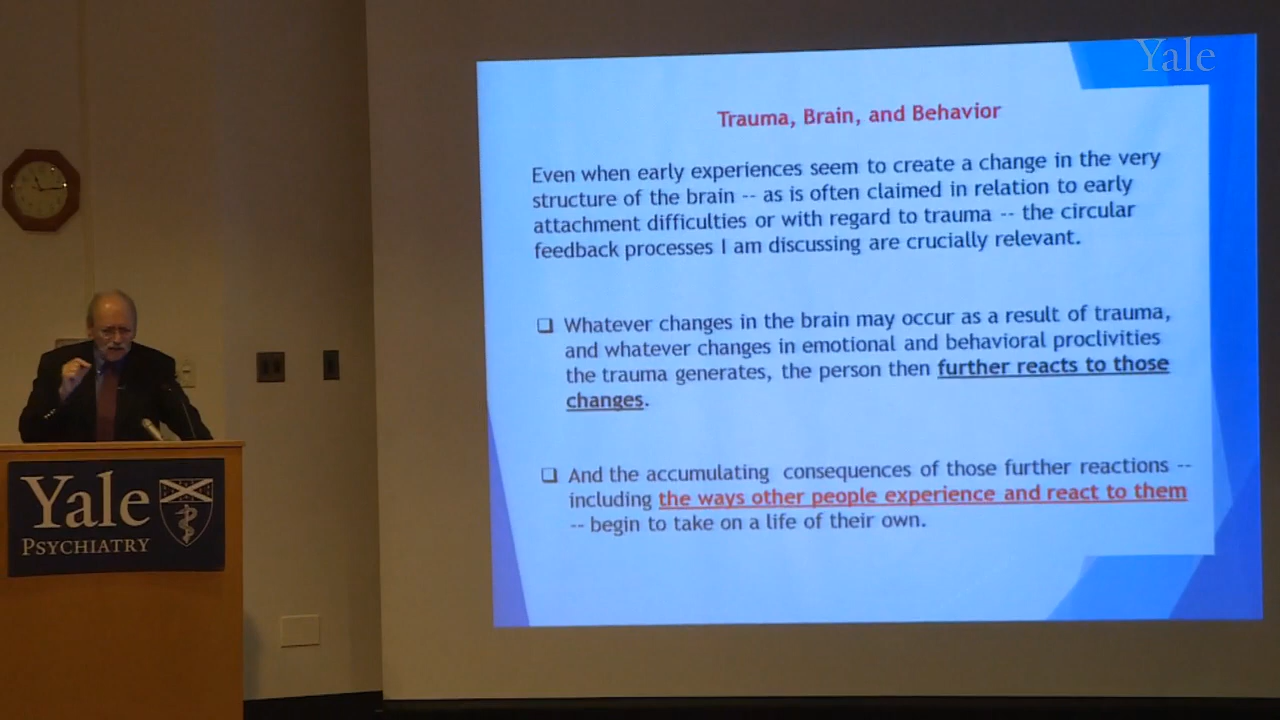 Yale
Trauma, Brain, and Behavior
Even when early experiences seem to create a change in the very
structure of the brain -- as is often claimed in relation to early
attachment difficulties or with regard to trauma -- the circular
feedback processes I am discussing are crucially relevant.
❑ Whatever changes in the brain may occur as a result of trauma,
and whatever changes in emotional and behavioral proclivities
the trauma generates, the person then further reacts to those
changes.
❑ And the accumulating consequences of those further reactions --
including the ways other people experience and react to them
-- begin to take on a life of their own.
Yale
PSYCHIATRY